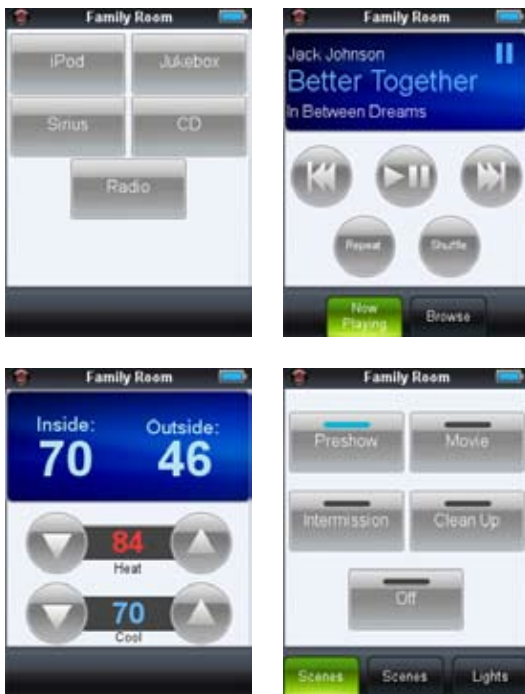 Family Room
iPod Jukebox
Sirius CD
Radio
Family Room
Jack Johnson
Better Together
In Between Dreams
Repeat Shuffle
Now Playing Browse
Family Room
Inside: Outside:
70 46
84
Heat
70
Cool
Family Room
Preshow Movie
Intermission Clean Up
Off
Scenes Scenes Lights